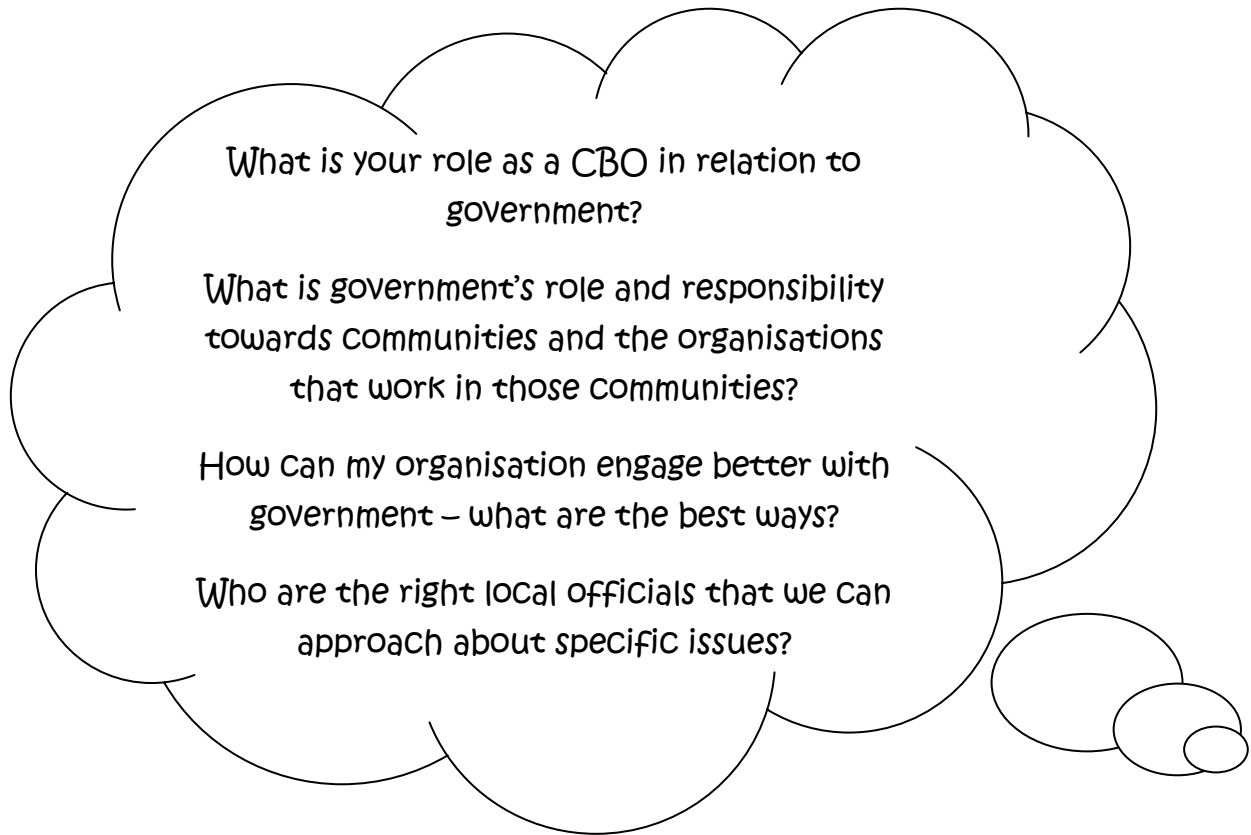 What is your role as a CBO in relation to
government?
What is government’s role and responsibility
towards communities and the organisations
that work in those communities?
How can my organisation engage better with
government – what are the best ways?
Who are the right local officials that we can
approach about specific issues?